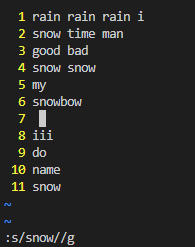 1 rain rain rain i
2 snow time man
3 good bad
4 snow snow
5 my
6 snowbow
7
8 iii
9 do
10 name
11 snow
~
~
:s/snow//g